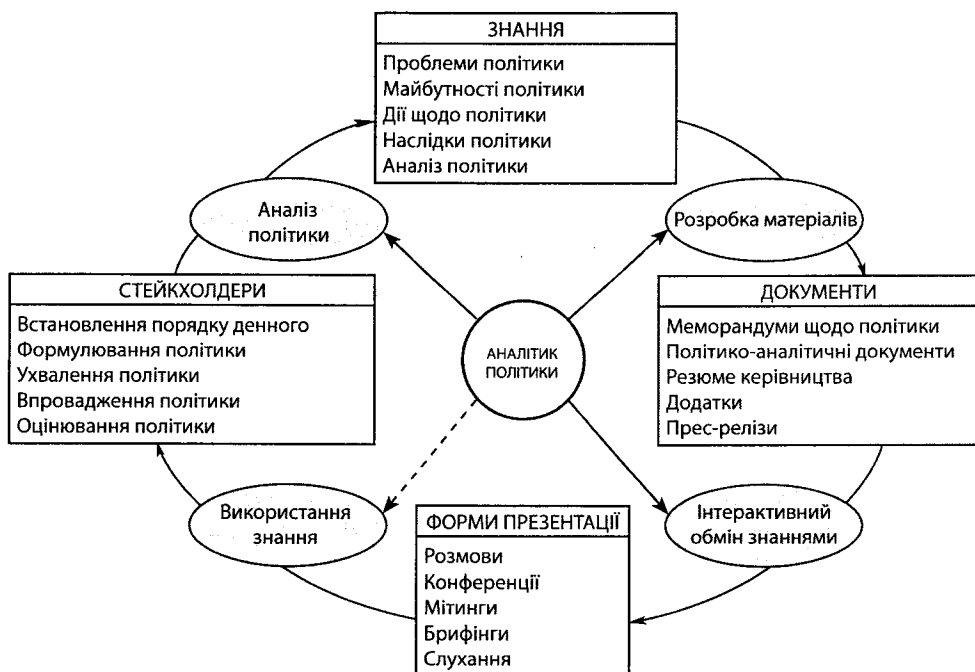 ЗНАННЯ
Проблеми політики
Майбутності політики
Дії щодо політики
Наслідки політики
Аналіз політики
Аналіз
політики
Розробка матеріалів
СТЕЙКХОЛДЕРИ
Встановлення порядку денного
Формулювання політики
Ухвалення політики
Впровадження політики
Оцінювання політики
АНАЛІТИК
ПОЛІТИКИ
ДОКУМЕНТИ
Меморандуми щодо політики
Політико-аналітичні документи
Резюме керівництва
Додатки
Прес-релізи
Використання
знання
ФОРМИ ПРЕЗЕНТАЦІЇ
Розмови
Конференції
Мітинги
Брифінги
Слухання
Інтерактивний
обмін знаннями